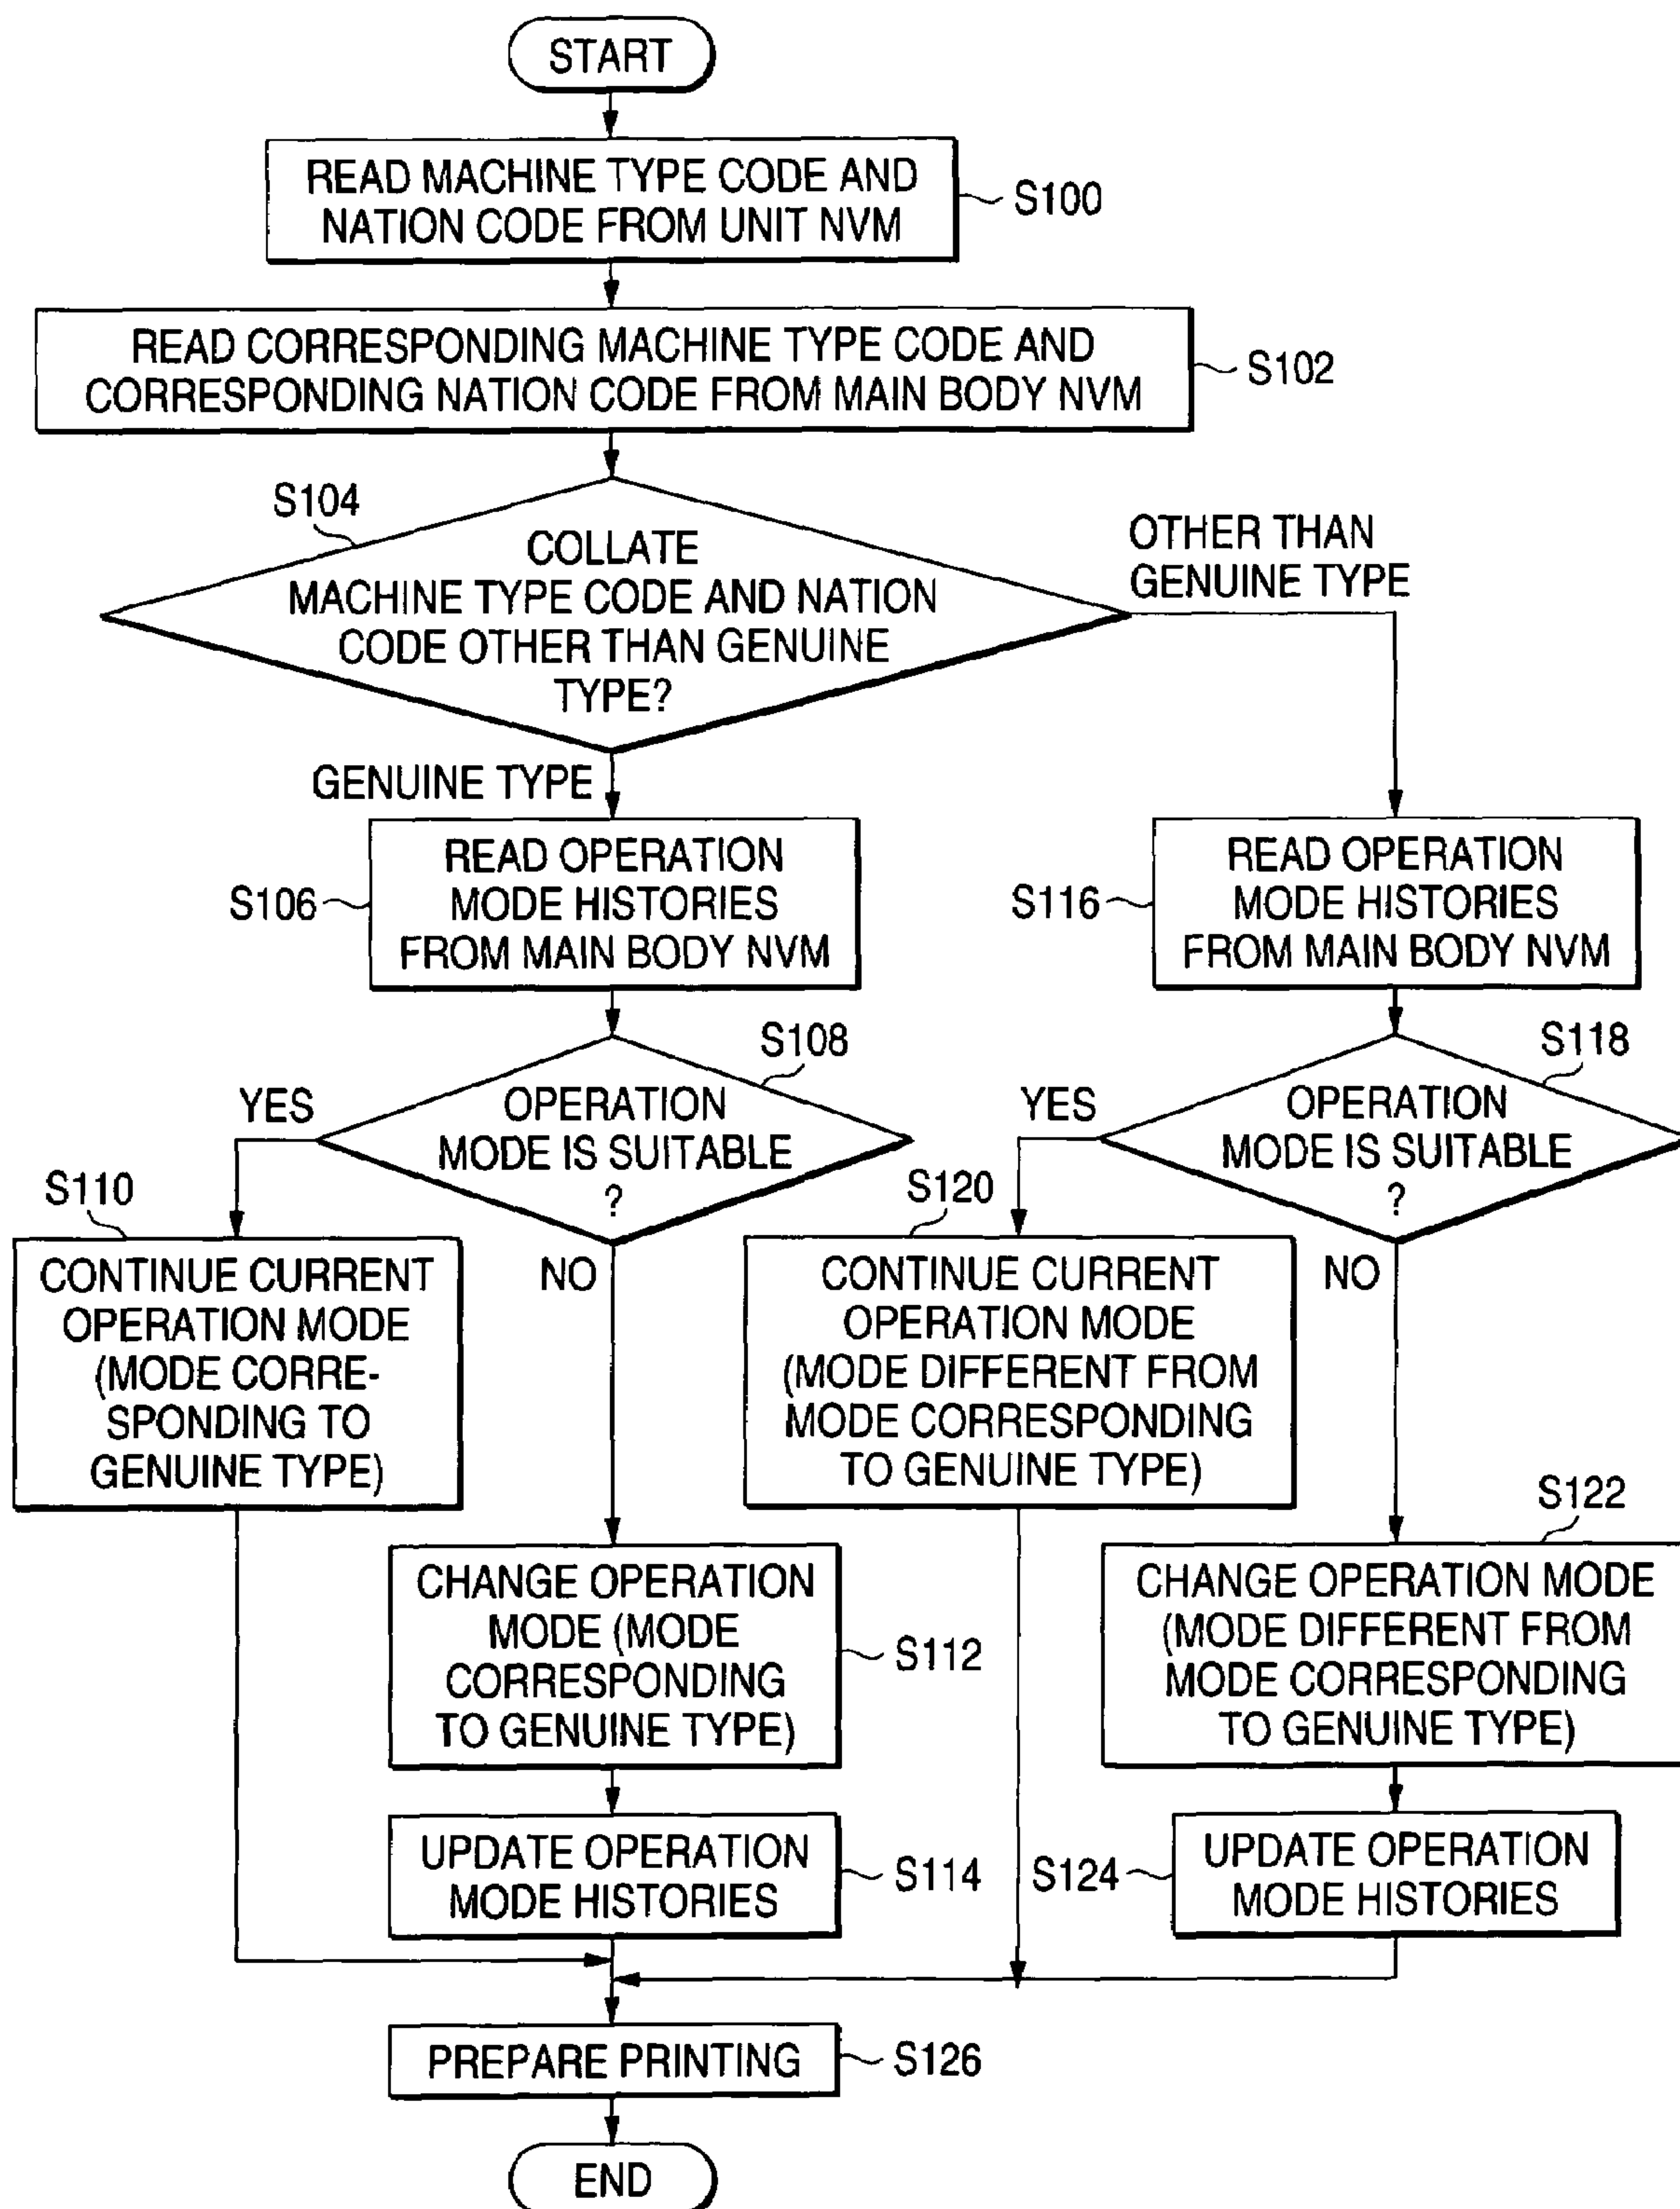 START
READ MACHINE TYPE CODE AND
NATION CODE FROM UNIT NVM
S100
READ CORRESPONDING MACHINE TYPE CODE AND
CORRESPONDING NATION CODE FROM MAIN BODY NVM
S102
S104
COLLATE
MACHINE TYPE CODE AND NATION
CODE OTHER THAN GENUINE
TYPE?
OTHER THAN
GENUINE TYPE
GENUINE TYPE
READ OPERATION
MODE HISTORIES
FROM MAIN BODY NVM
S106
READ OPERATION
MODE HISTORIES
FROM MAIN BODY NVM
S116
S108
OPERATION
MODE IS SUITABLE
?
YES
NO
S118
OPERATION
MODE IS SUITABLE
?
YES
NO
S110
CONTINUE CURRENT
OPERATION MODE
(MODE CORRE-
SPONDING TO
GENUINE TYPE)
S120
CONTINUE CURRENT
OPERATION MODE
(MODE DIFFERENT FROM
MODE CORRESPONDING
TO GENUINE TYPE)
CHANGE OPERATION
MODE (MODE
CORRESPONDING
TO GENUINE TYPE)
S112
S122
CHANGE OPERATION MODE
(MODE DIFFERENT FROM
MODE CORRESPONDING
TO GENUINE TYPE)
UPDATE OPERATION
MODE HISTORIES
S114
S124
UPDATE OPERATION
MODE HISTORIES
PREPARE PRINTING
S126
END